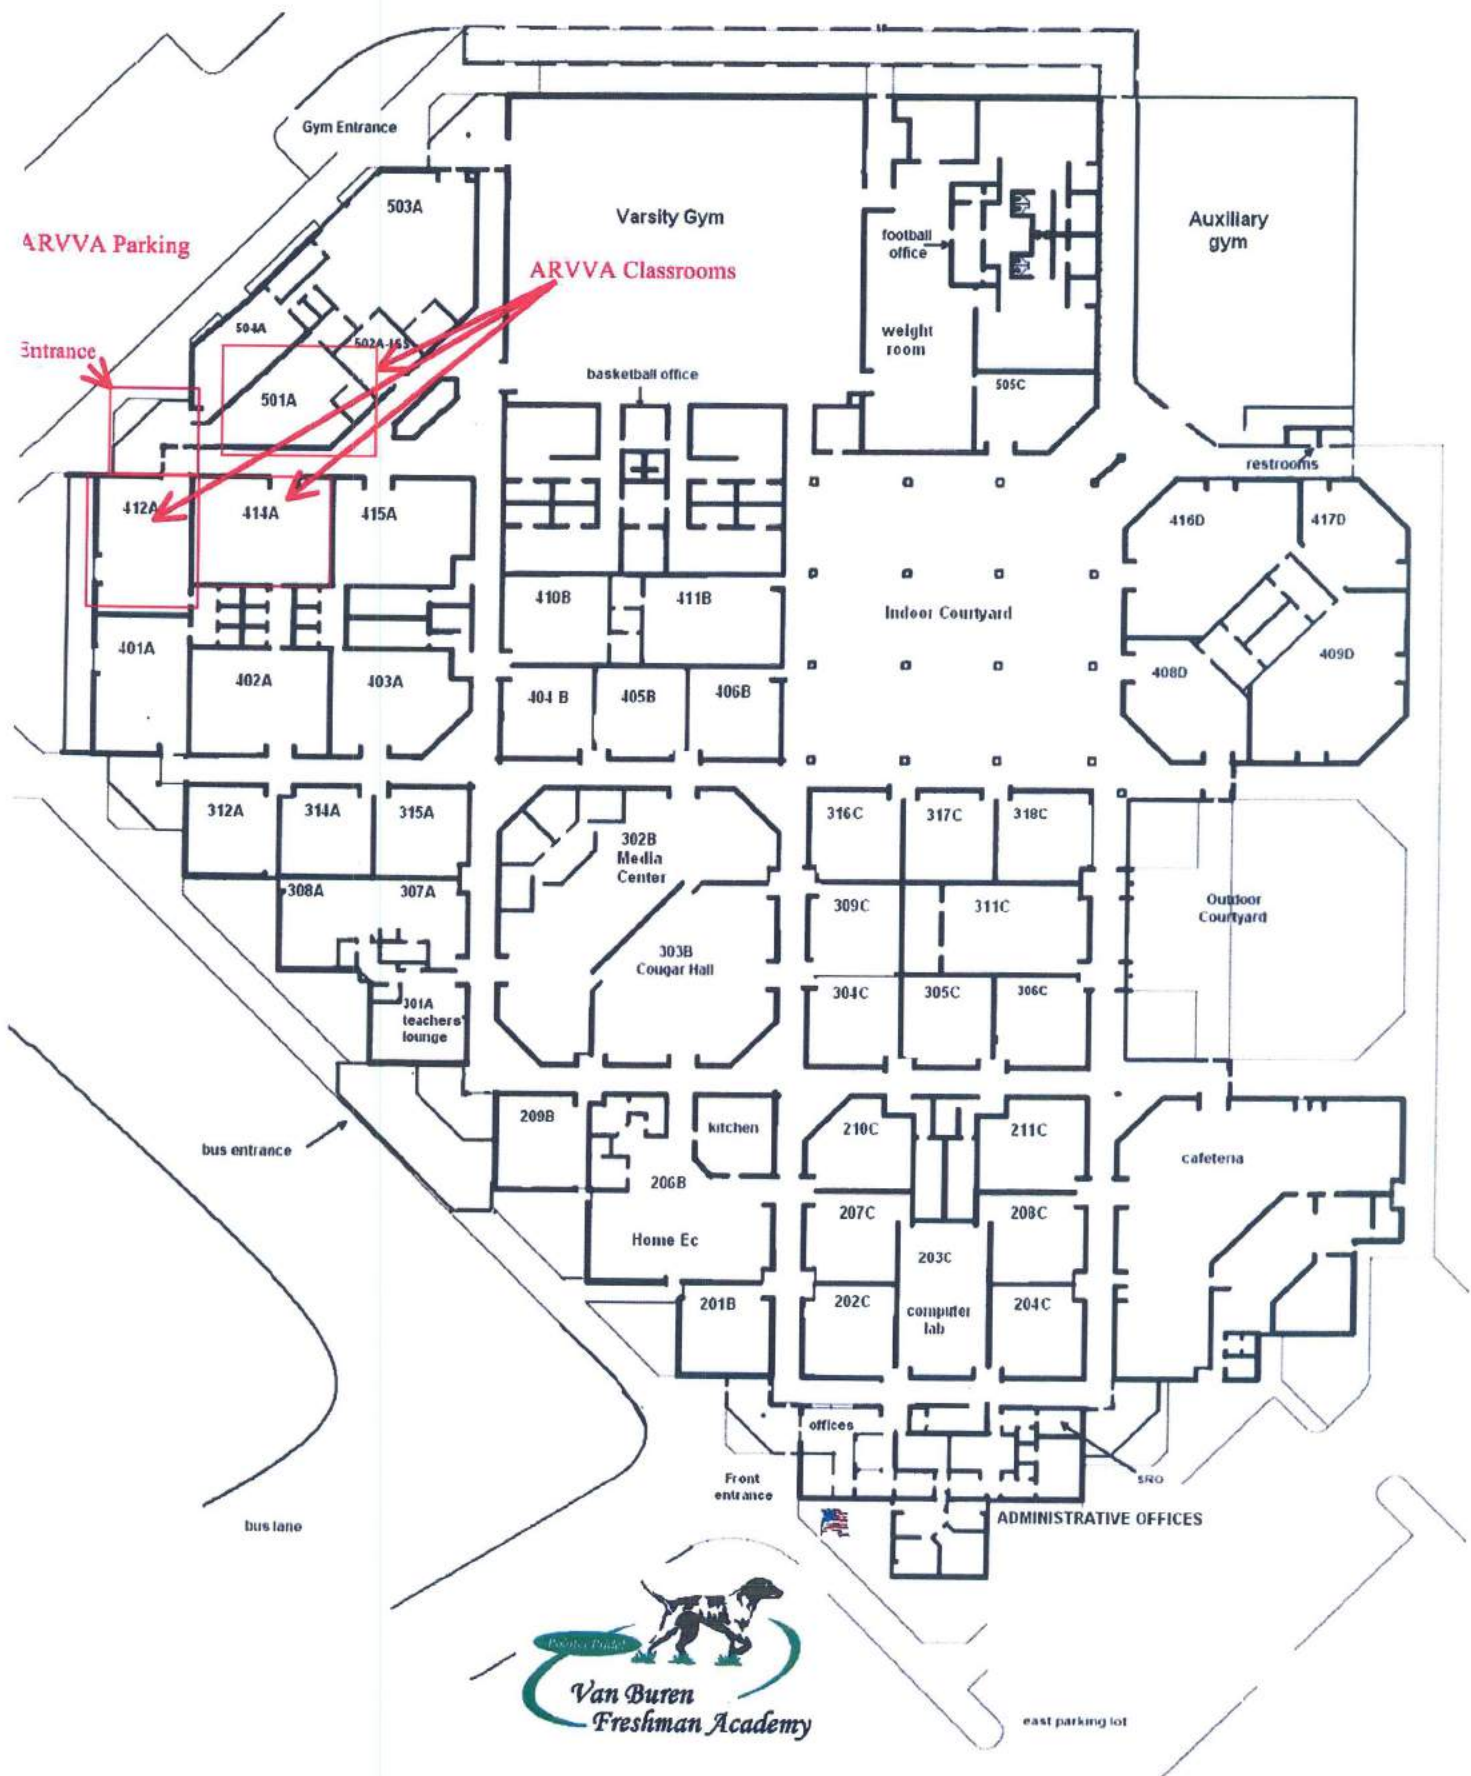 Gym Entrance
503A
Varsity Gym
football
office
Auxiliary
gym
ARVVA Parking
ARVVA Classrooms
504A
502A-ISS
weight
room
Entrance
basketball office
505C
501A
restrooms
412A
414A
415A
416D
417D
410B
411B
Indoor Courtyard
401A
402A
403A
404 B
405B
406B
408D
409D
312A
314A
315A
302B
Media
Center
316C
317C
318C
308A
307A
309C
311C
Outdoor
Courtyard
303B
Cougar Hall
301A
teachers'
lounge
304C
305C
306C
209B
kitchen
210C
211C
bus entrance
cafeteria
206B
207C
208C
Home Ec
203C
201B
202C
computer
lab
204C
offices
Front
entrance
SRO
ADMINISTRATIVE OFFICES
bus lane
Pointer Pride!
Van Buren
Freshman Academy
east parking lot